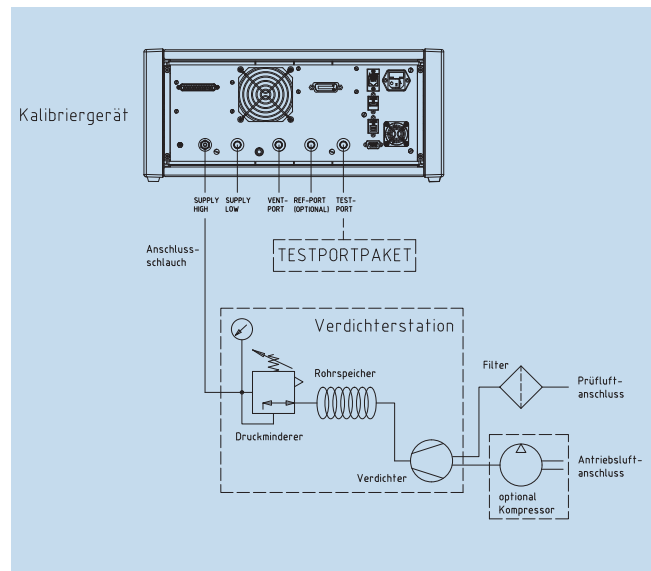 Kalibriergerät
SUPPLY HIGH
SUPPLY LOW
VENT-PORT
REF-PORT (OPTIONAL)
TEST-PORT
Anschluss-
schlauch
TESTPORTPAKET
Verdichterstation
Rohrspeicher
Druckminderer
Verdichter
Filter
Prüfluft-
anschluss
Antriebsluft-
anschluss
optional
Kompressor